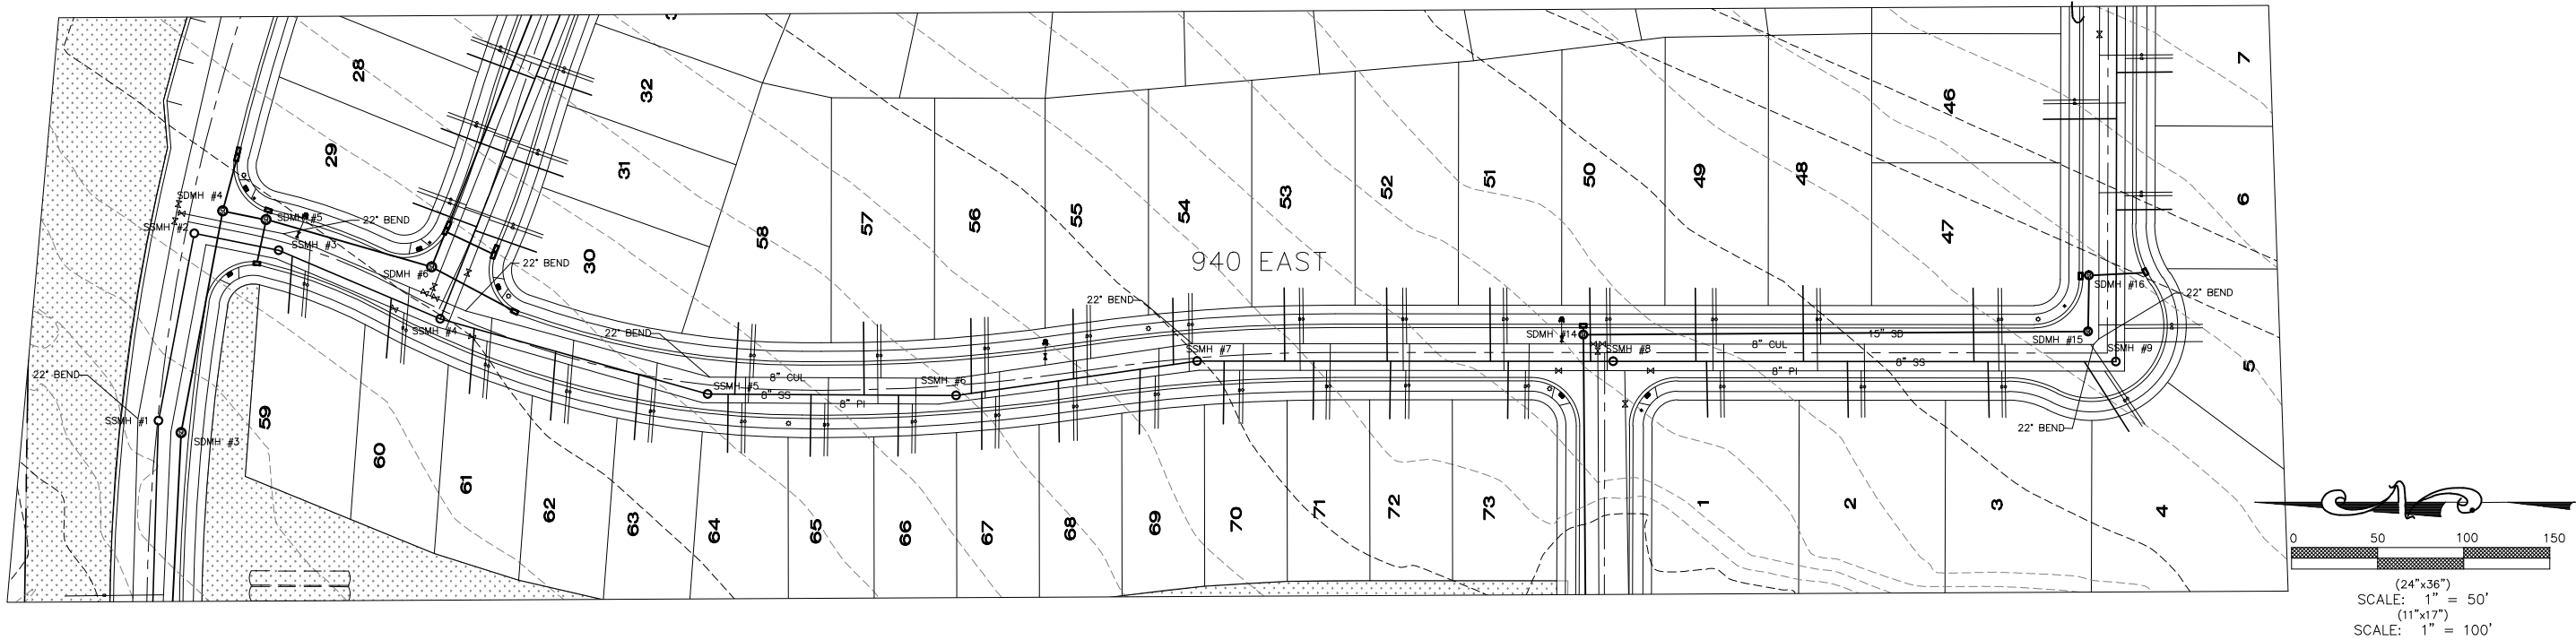 28
29
32
31
30
58
57
56
55
54
53
52
51
50
49
48
47
46
7
6
5
4
3
2
1
73
72
71
70
69
68
67
66
65
64
63
62
61
60
59
940 EAST
SDMH #4
SDMH #5
22° BEND
SSMH #2
SSMH #3
SDMH #6
22° BEND
SSMH #4
22° BEND
22° BEND
SSMH #1
SDMH #3
SSMH #5
8" CUL
8" SS
8" PI
SSMH #6
22° BEND
SSMH #7
SDMH #14
SSMH #8
8" CUL
15" SD
8" SS
8" PI
SDMH #15
SSMH #9
SDMH #16
22° BEND
22° BEND
0 50 100 150
(24"x36")
SCALE: 1" = 50'
(11"x17")
SCALE: 1" = 100'